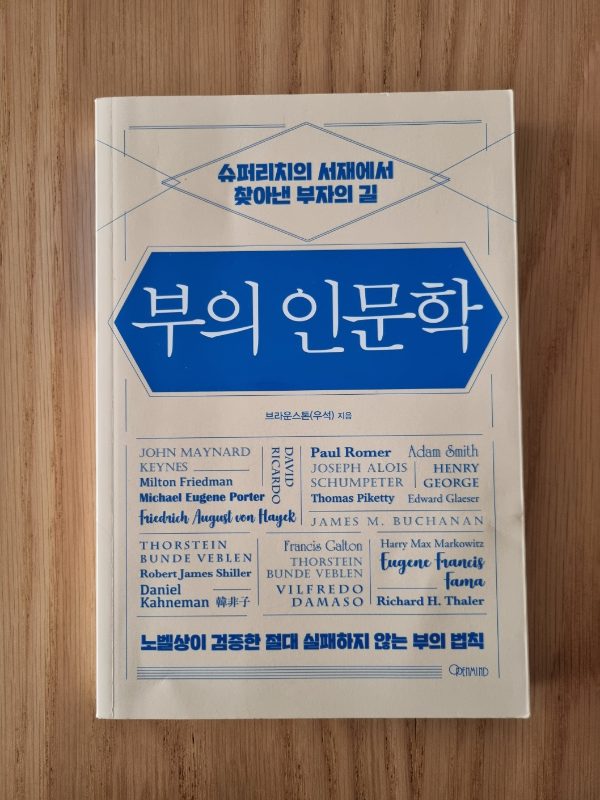 슈퍼리치의 서재에서
찾아낸 부자의 길
부의 인문학
브라운스톤(우석) 지음
JOHN MAYNARD
KEYNES
Milton Friedman
Michael Eugene Porter
Friedrich August von Hayek
DAVID
RICARDO
Paul Romer
Adam Smith
JOSEPH ALOIS
SCHUMPETER
HENRY
GEORGE
Thomas Piketty
Edward Glaeser
JAMES M. BUCHANAN
THORSTEIN
BUNDE VEBLEN
Robert James Shiller
Daniel
Kahneman 韓非子
Francis Galton
THORSTEIN
BUNDE VEBLEN
VILFREDO
DAMASO
Harry Max Markowitz
Eugene Francis
Fama
Richard H. Thaler
노벨상이 검증한 절대 실패하지 않는 부의 법칙
OPENMIND